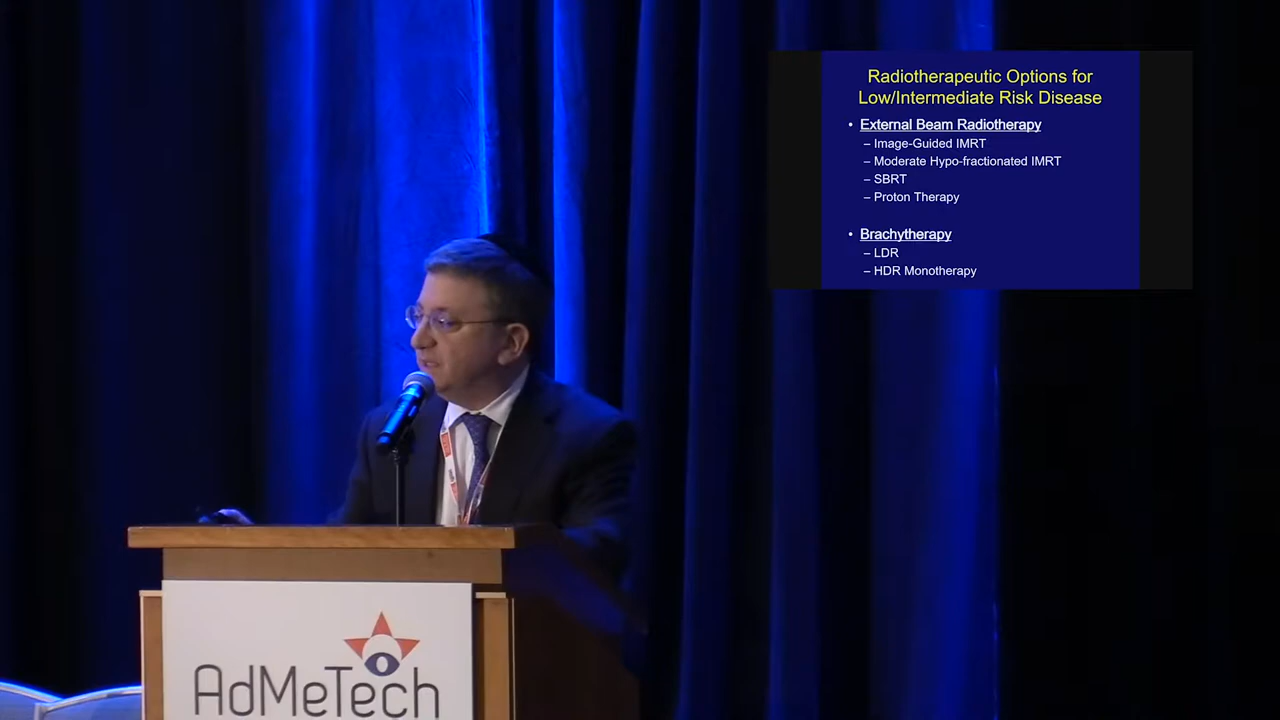 Radiotherapeutic Options for
Low/Intermediate Risk Disease
• External Beam Radiotherapy
– Image-Guided IMRT
– Moderate Hypo-fractionated IMRT
– SBRT
– Proton Therapy
• Brachytherapy
– LDR
– HDR Monotherapy
AdMeTech